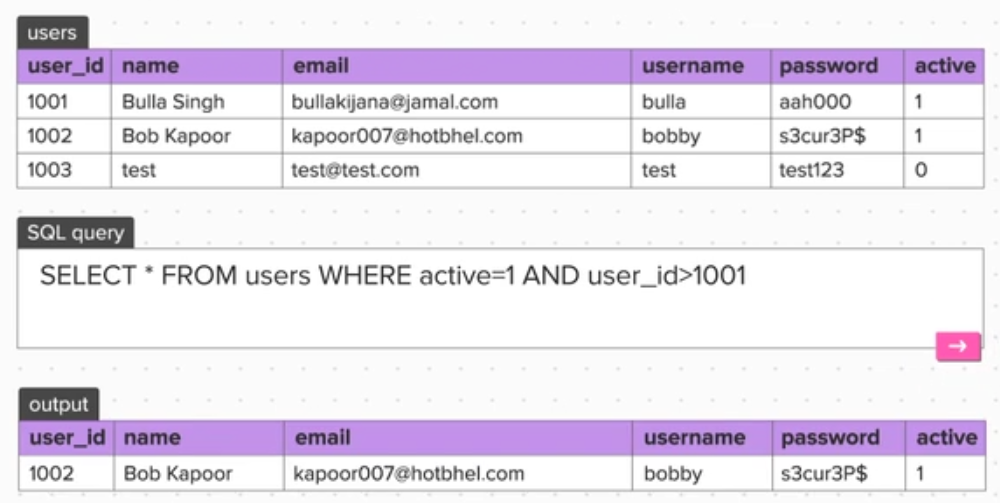 users
user_id name email username password active
1001 Bulla Singh bullakijana@jamal.com bulla aah000 1
1002 Bob Kapoor kapoor007@hotbhel.com bobby s3cur3P$ 1
1003 test test@test.com test test123 0
SQL query
SELECT * FROM users WHERE active=1 AND user_id>1001
→
output
user_id name email username password active
1002 Bob Kapoor kapoor007@hotbhel.com bobby s3cur3P$ 1